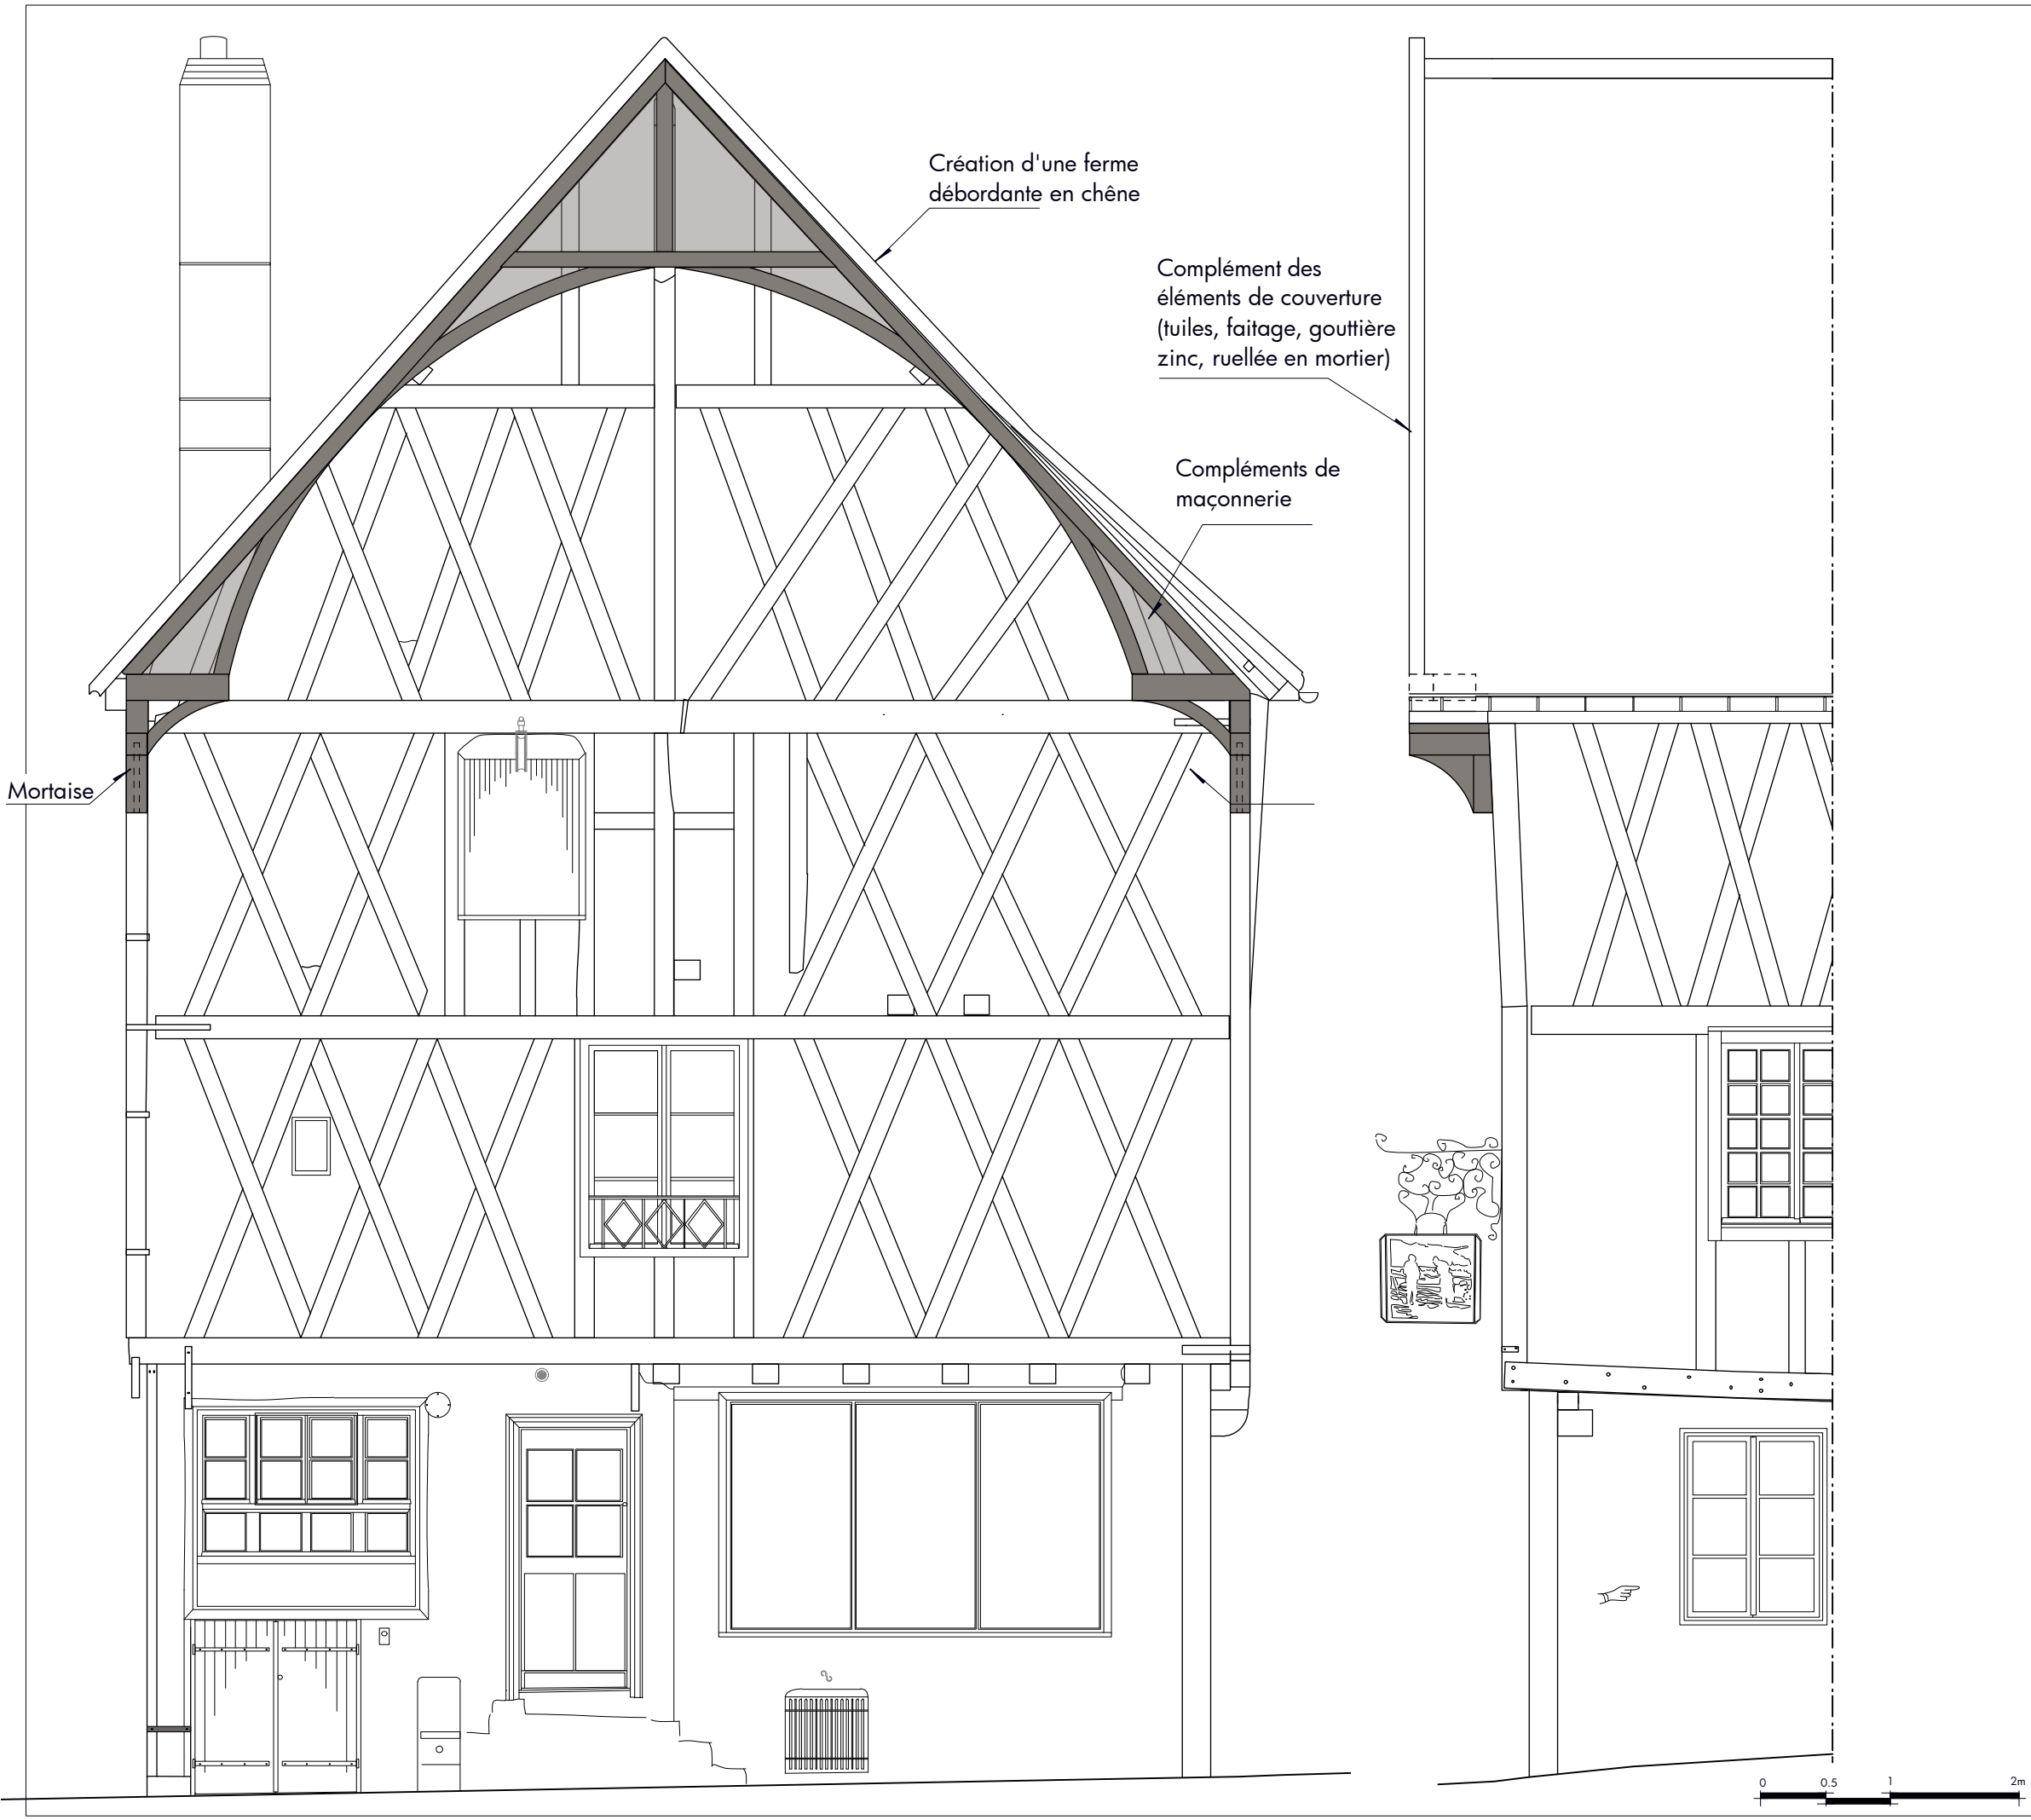 Création d'une ferme
débordante en chêne
Complément des
éléments de couverture
(tuiles, faitage, gouttière
zinc, ruellée en mortier)
Compléments de
maçonnerie
Mortaise
0 0.5 1 2m